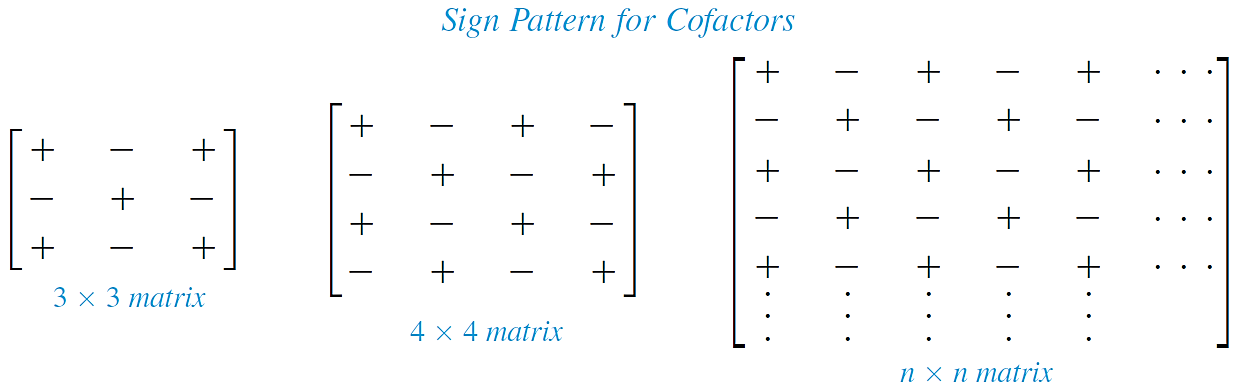 Sign Pattern for Cofactors
+ − +
− + −
+ − +
3 × 3 matrix
+ − + −
− + − +
+ − + −
− + − +
4 × 4 matrix
+ − + − + · · ·
− + − + − · · ·
+ − + − + · · ·
− + − + − · · ·
+ − + − + · · ·
⋮ ⋮ ⋮ ⋮ ⋮
n × n matrix